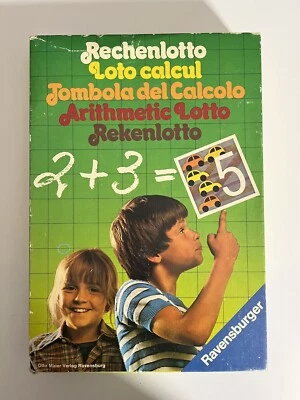 Rechenlotto
Loto calcul
Tombola del Calcolo
Arithmetic Lotto
Rekenlotto
2+3=
5
Otto Maier Verlag Ravensburg
Ravensburger